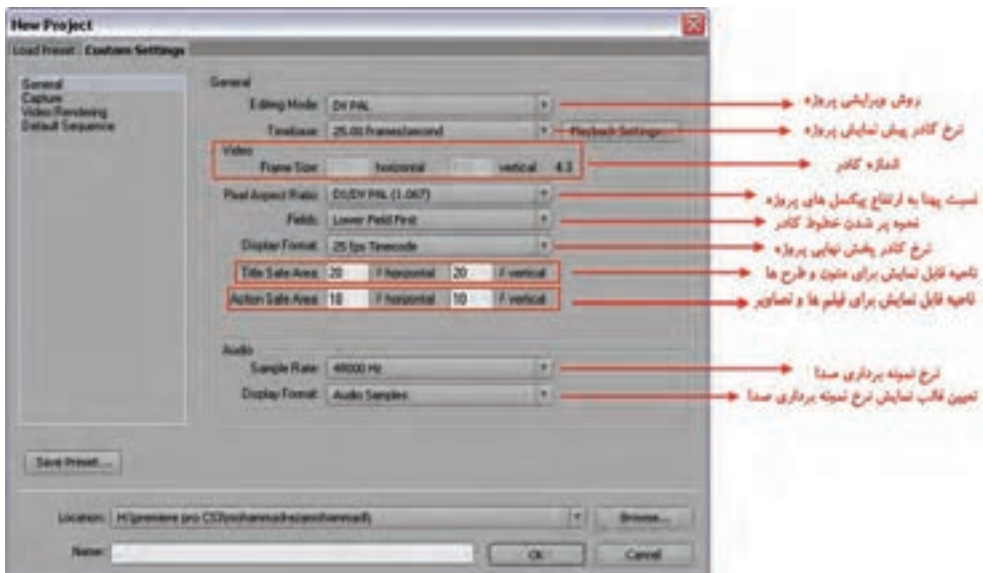 New Project
Load Preset Custom Settings
General
Capture
Video Rendering
Default Sequence
General
Editing Mode: DV PAL
روش ویرایشی پروژه
Timebase: 25.00 frames/second Playback Settings...
نرخ کادر پیش نمایش پروژه
Video
Frame Size: horizontal vertical 4:3
اندازه کادر
Pixel Aspect Ratio: D1/DV PAL (1.067)
نسبت پهنا به ارتفاع پیکسل های پروژه
Fields: Lower Field First
نحوه پر شدن خطوط کادر
Display Format: 25 fps Timecode
نرخ کادر پخش نهایی پروژه
Title Safe Area: 20 % horizontal 20 % vertical
ناحیه قابل نمایش برای متون و طرح ها
Action Safe Area: 10 % horizontal 10 % vertical
ناحیه قابل نمایش برای فیلم ها و تصاویر
Audio
Sample Rate: 48000 Hz
نرخ نمونه برداری صدا
Display Format: Audio Samples
تعیین قالب نمایش نرخ نمونه برداری صدا
Save Preset...
Location: H:\premiere pro CS3\mohammadreza\mohammad\ Browse...
Name: OK Cancel